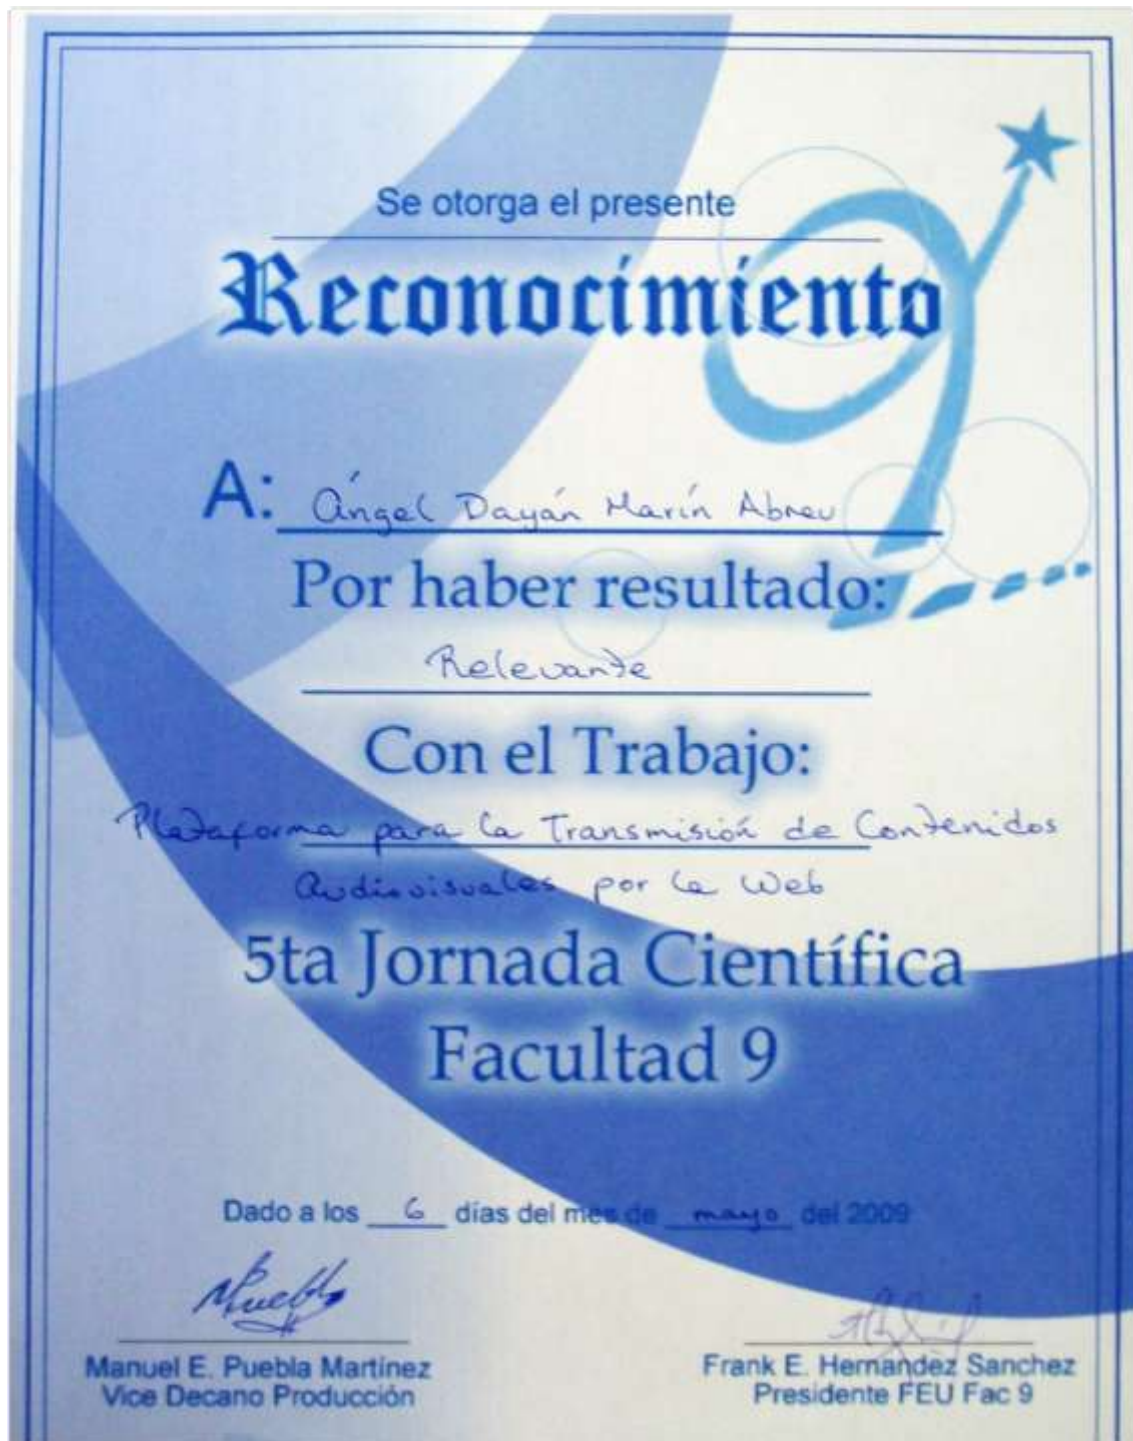 Se otorga el presente
Reconocimiento
A: Ángel Dayán Marín Abreu
Por haber resultado:
Relevante
Con el Trabajo:
Plataforma para la Transmisión de Contenidos
Audiovisuales por la Web
5ta Jornada Científica
Facultad 9
Dado a los 6 días del mes de mayo del 2009
MPuebla
Manuel E. Puebla Martínez
Vice Decano Producción
Frank E. Hernandez Sanchez
Presidente FEU Fac 9